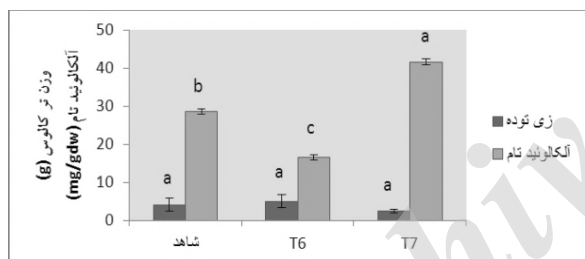 وزن تر کالوس (g)
آلکالوئید تام (mg/gdw)
50
40
30
20
10
0
a
b
a
c
a
a
شاهد
T6
T7
زی توده
آلکالوئید تام
hiv